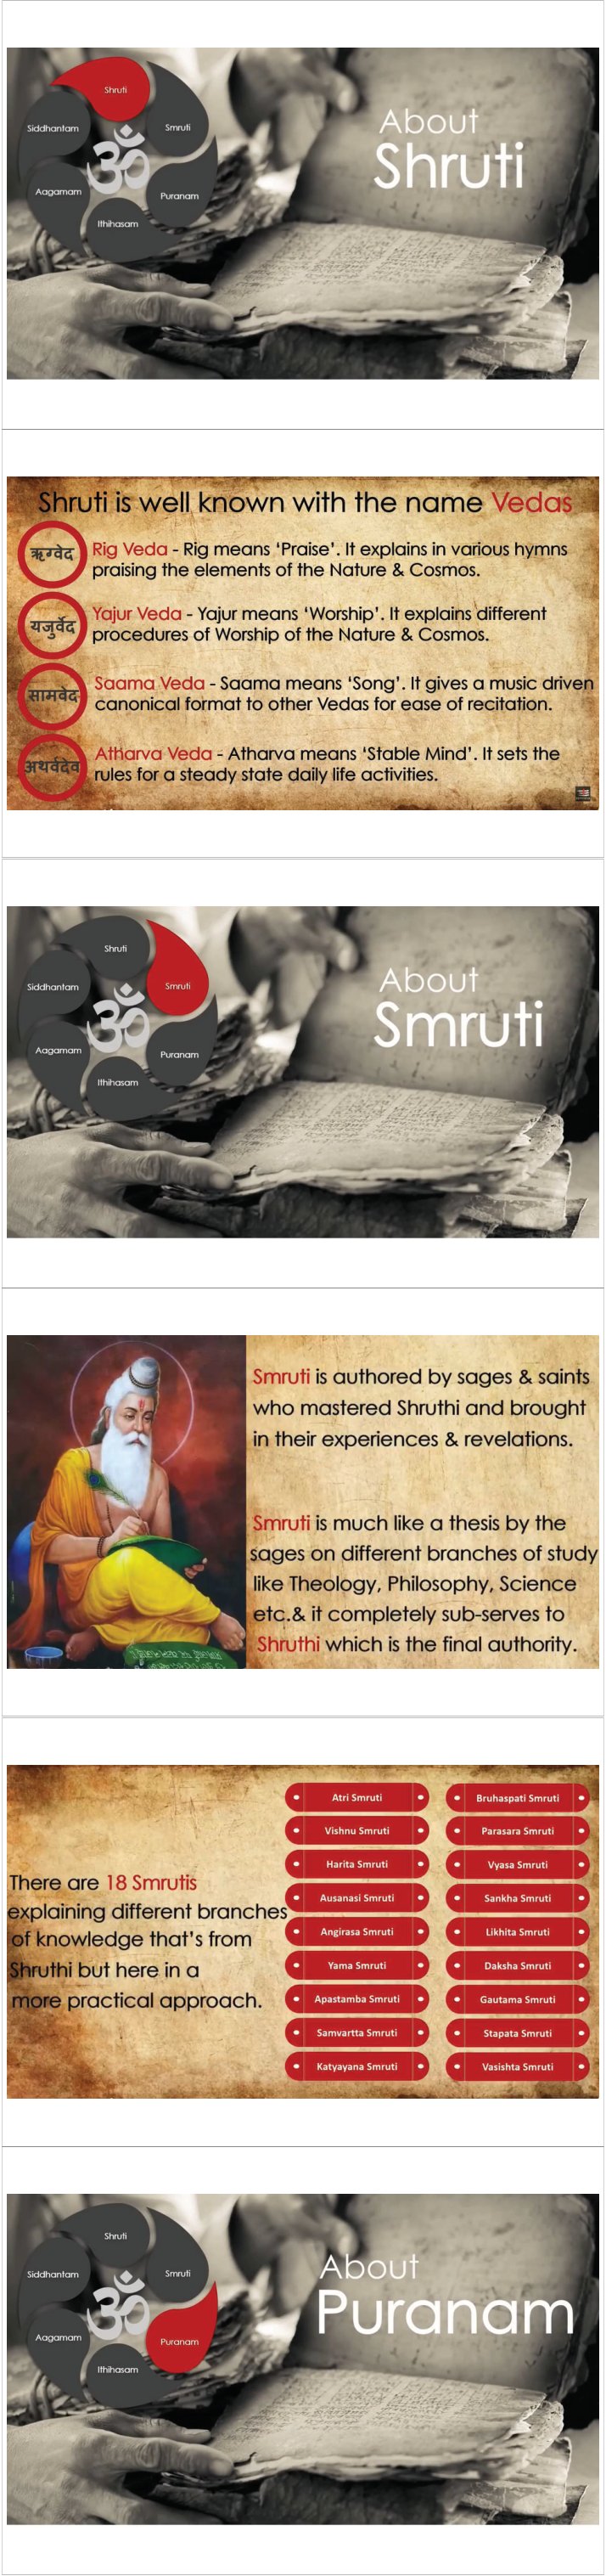 Shruti
Siddhantam
Smruti
Aagamam
Puranam
Ithihasam
ॐ
About
Shruti
Shruti is well known with the name Vedas
ऋग्वेद
Rig Veda - Rig means ‘Praise’. It explains in various hymns
praising the elements of the Nature & Cosmos.
यजुर्वेद
Yajur Veda - Yajur means ‘Worship’. It explains different
procedures of Worship of the Nature & Cosmos.
सामवेद
Saama Veda - Saama means ‘Song’. It gives a music driven
canonical format to other Vedas for ease of recitation.
अथर्वदेव
Atharva Veda - Atharva means ‘Stable Mind’. It sets the
rules for a steady state daily life activities.
Shruti
Siddhantam
Smruti
Aagamam
Puranam
Ithihasam
ॐ
About
Smruti
Smruti is authored by sages & saints
who mastered Shruthi and brought
in their experiences & revelations.
Smruti is much like a thesis by the
sages on different branches of study
like Theology, Philosophy, Science
etc.& it completely sub-serves to
Shruthi which is the final authority.
There are 18 Smrutis
explaining different branches
of knowledge that's from
Shruthi but here in a
more practical approach.
Atri Smruti
Vishnu Smruti
Harita Smruti
Ausanasi Smruti
Angirasa Smruti
Yama Smruti
Apastamba Smruti
Samvartta Smruti
Katyayana Smruti
Bruhaspati Smruti
Parasara Smruti
Vyasa Smruti
Sankha Smruti
Likhita Smruti
Daksha Smruti
Gautama Smruti
Stapata Smruti
Vasishta Smruti
Shruti
Siddhantam
Smruti
Aagamam
Puranam
Ithihasam
ॐ
About
Puranam